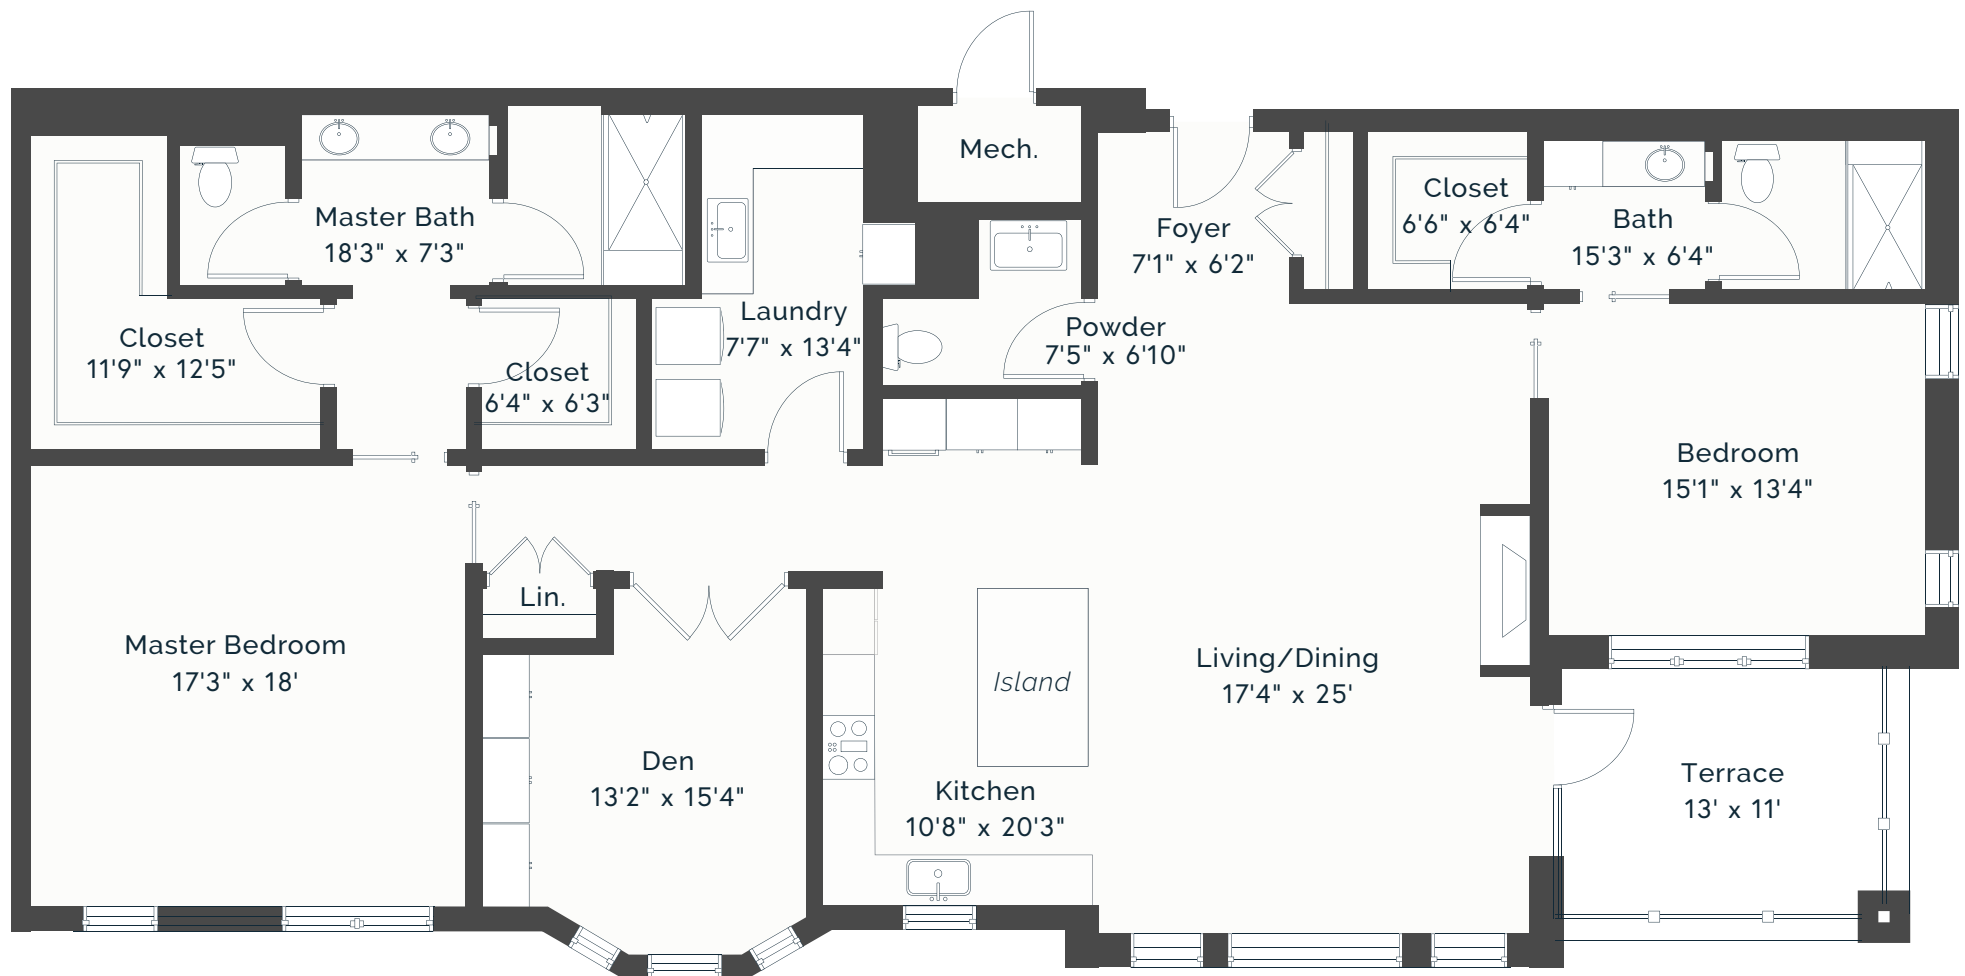 Mech.
Master Bath
18'3" x 7'3"
Foyer
7'1" x 6'2"
Closet
6'6" x 6'4"
Bath
15'3" x 6'4"
Closet
11'9" x 12'5"
Closet
6'4" x 6'3"
Laundry
7'7" x 13'4"
Powder
7'5" x 6'10"
Bedroom
15'1" x 13'4"
Lin.
Master Bedroom
17'3" x 18'
Island
Living/Dining
17'4" x 25'
Den
13'2" x 15'4"
Kitchen
10'8" x 20'3"
Terrace
13' x 11'